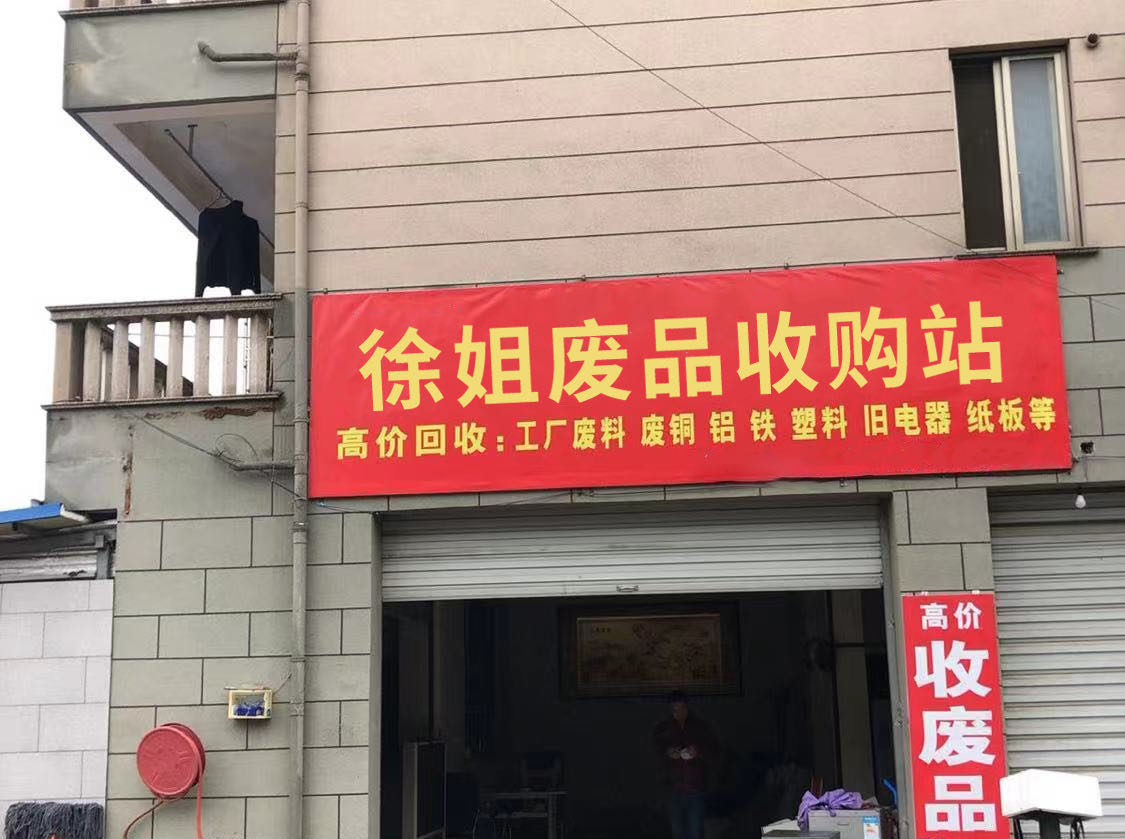 徐姐废品收购站
高价回收:工厂废料 废铜 铝 铁 塑料 旧电器 纸板等
高价
收废品